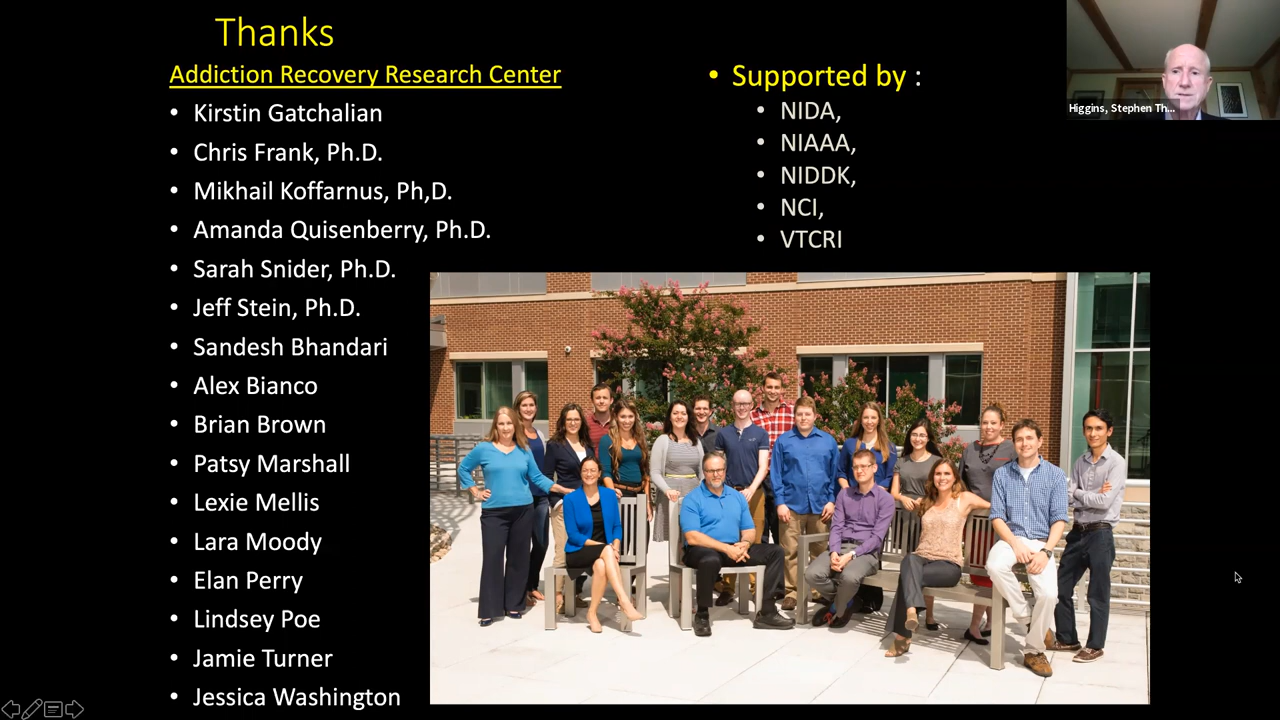 Thanks
Addiction Recovery Research Center
Kirstin Gatchalian
Chris Frank, Ph.D.
Mikhail Koffarnus, Ph,D.
Amanda Quisenberry, Ph.D.
Sarah Snider, Ph.D.
Jeff Stein, Ph.D.
Sandesh Bhandari
Alex Bianco
Brian Brown
Patsy Marshall
Lexie Mellis
Lara Moody
Elan Perry
Lindsey Poe
Jamie Turner
Jessica Washington
Supported by :
NIDA,
NIAAA,
NIDDK,
NCI,
VTCRI
Higgins, Stephen Th...